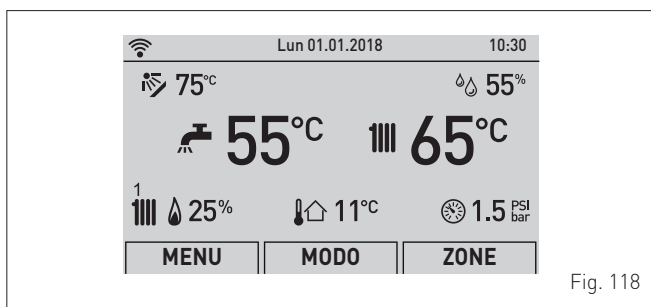 Lun 01.01.2018 10:30
75°C 55%
55°C 65°C
1
25% 11°C 1.5 PSI bar
MENU MODO ZONE
Fig. 118